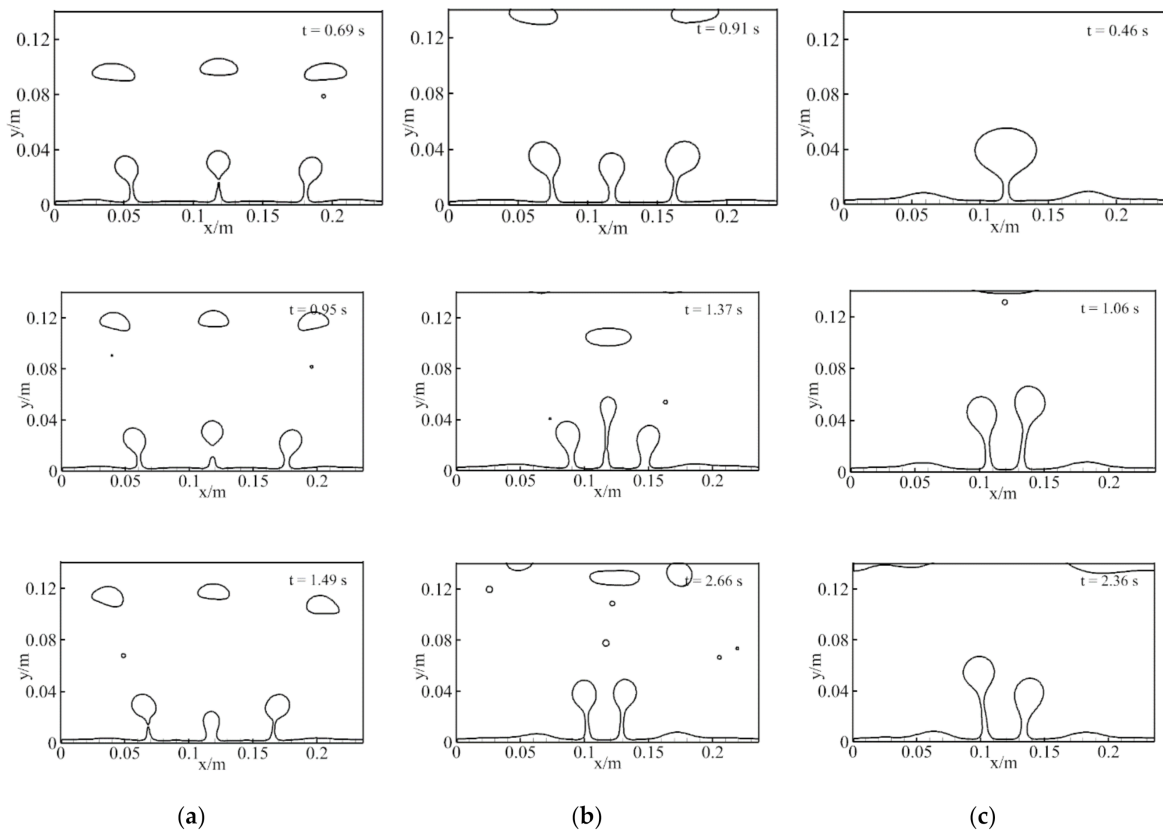 t = 0.69 s
0.12
0.08
0.04
0
y/m
0 0.05 0.1 0.15 0.2
x/m
t = 0.91 s
0.12
0.08
0.04
0
y/m
0 0.05 0.1 0.15 0.2
x/m
t = 0.46 s
0.12
0.08
0.04
0
y/m
0 0.05 0.1 0.15 0.2
x/m
t = 0.95 s
0.12
0.08
0.04
0
y/m
0 0.05 0.1 0.15 0.2
x/m
t = 1.37 s
0.12
0.08
0.04
0
y/m
0 0.05 0.1 0.15 0.2
x/m
t = 1.06 s
0.12
0.08
0.04
0
y/m
0 0.05 0.1 0.15 0.2
x/m
t = 1.49 s
0.12
0.08
0.04
0
y/m
0 0.05 0.1 0.15 0.2
x/m
t = 2.66 s
0.12
0.08
0.04
0
y/m
0 0.05 0.1 0.15 0.2
x/m
t = 2.36 s
0.12
0.08
0.04
0
y/m
0 0.05 0.1 0.15 0.2
x/m
(a) (b) (c)